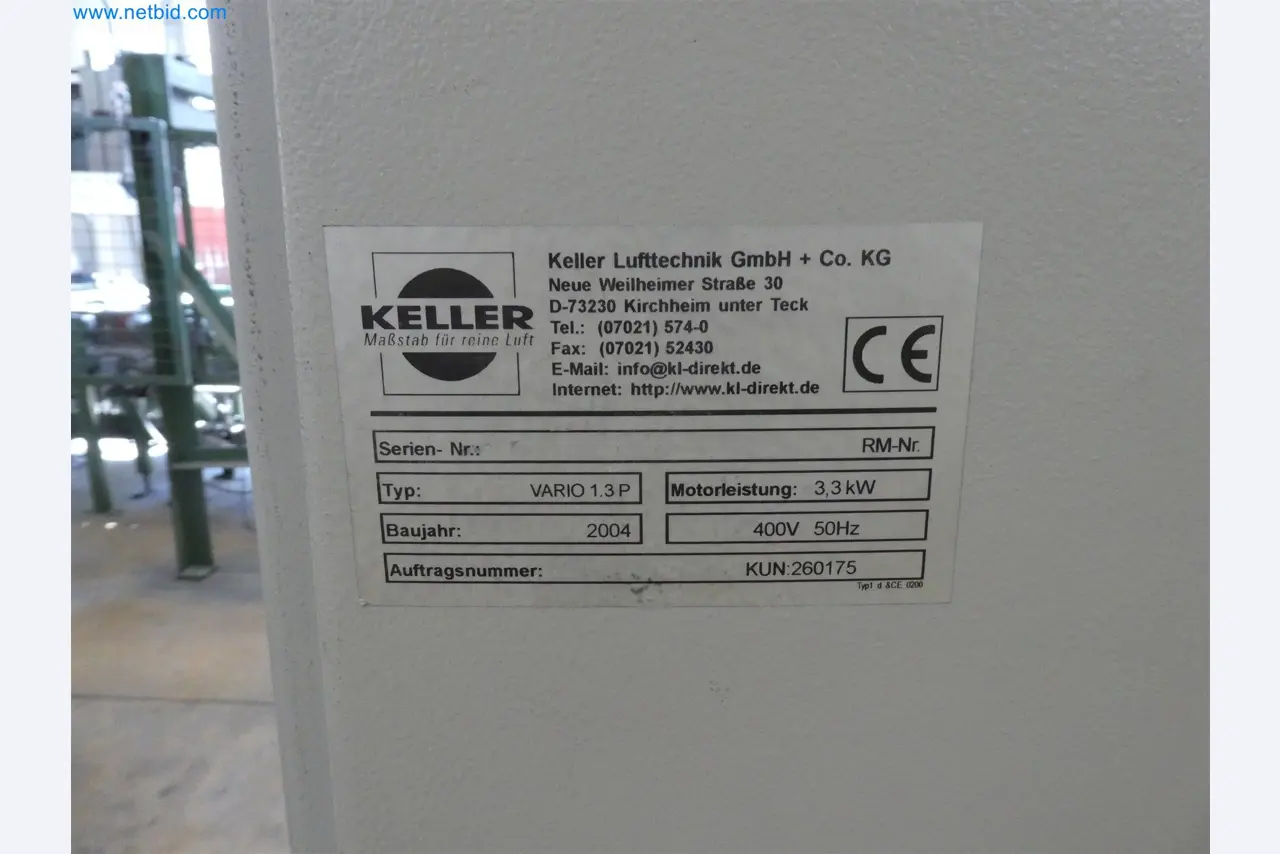 www.netbid.com
KELLER
Maßstab für reine Luft
Keller Lufttechnik GmbH + Co. KG
Neue Weilheimer Straße 30
D-73230 Kirchheim unter Teck
Tel.: (07021) 574-0
Fax: (07021) 52430
E-Mail: info@kl-direkt.de
Internet: http://www.kl-direkt.de
CE
Serien- Nr.: RM-Nr.
Typ: VARIO 1.3 P
Motorleistung: 3,3 kW
Baujahr: 2004
400V 50Hz
Auftragsnummer: KUN:260175
Typ1 d &CE 0200